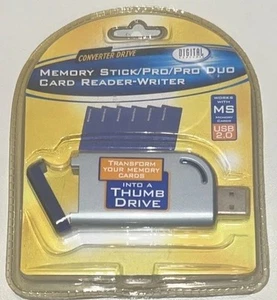 CONVERTER DRIVE
DIGITAL
MEMORY STICK/PRO/PRO DUO
CARD READER-WRITER
WORKS
WITH
MS
MEMORY
CARDS
USB
2.0
TRANSFORM
YOUR MEMORY
CARDS
INTO A
THUMB
DRIVE